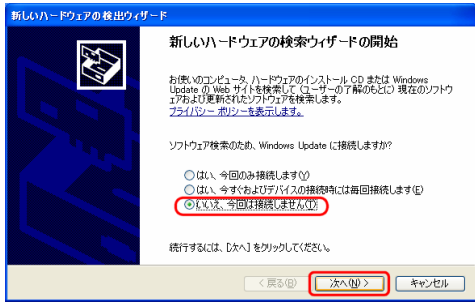 新しいハードウェアの検出ウィザード
新しいハードウェアの検索ウィザードの開始
お使いのコンピュータ、ハードウェアのインストール CD または Windows
Update の Web サイトを検索して (ユーザーの了解のもとに) 現在のソフトウ
ェアおよび更新されたソフトウェアを検索します。
プライバシー ポリシーを表示します。
ソフトウェア検索のため、Windows Update に接続しますか?
はい、今回のみ接続します(Y)
はい、今すぐおよびデバイスの接続時には毎回接続します(E)
いいえ、今回は接続しません(T)
続行するには、[次へ] をクリックしてください。
< 戻る(B)
次へ(N) >
キャンセル